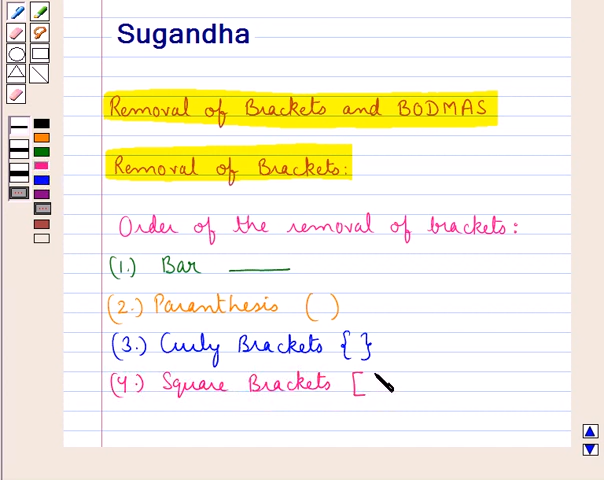 Sugandha
Removal of Brackets and BODMAS
Removal of Brackets:
Order of the removal of brackets:
(1.) Bar ____
(2.) Paranthesis ( )
(3.) Curly Brackets { }
(4.) Square Brackets [